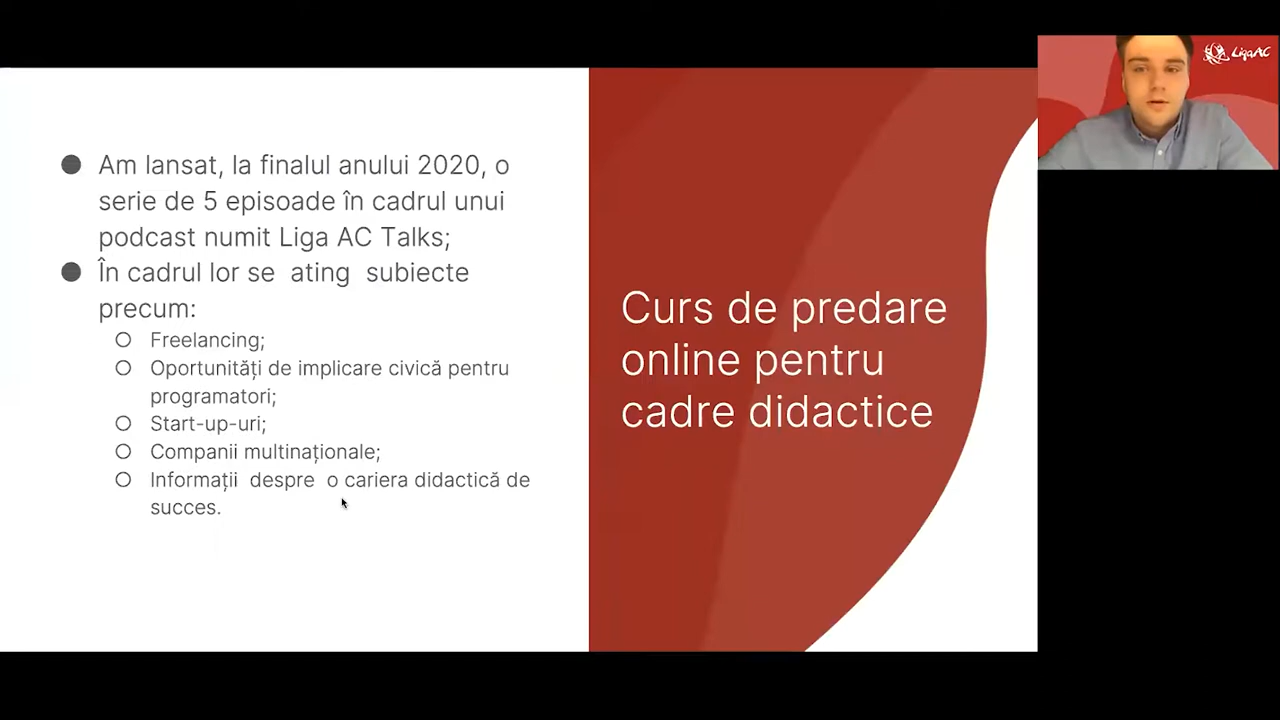 Am lansat, la finalul anului 2020, o
serie de 5 episoade în cadrul unui
podcast numit Liga AC Talks;
În cadrul lor se  ating  subiecte
precum:
Freelancing;
Oportunități de implicare civică pentru
programatori;
Start-up-uri;
Companii multinaționale;
Informații  despre  o cariera didactică de
succes.
Curs de predare
online pentru
cadre didactice
LigaAC